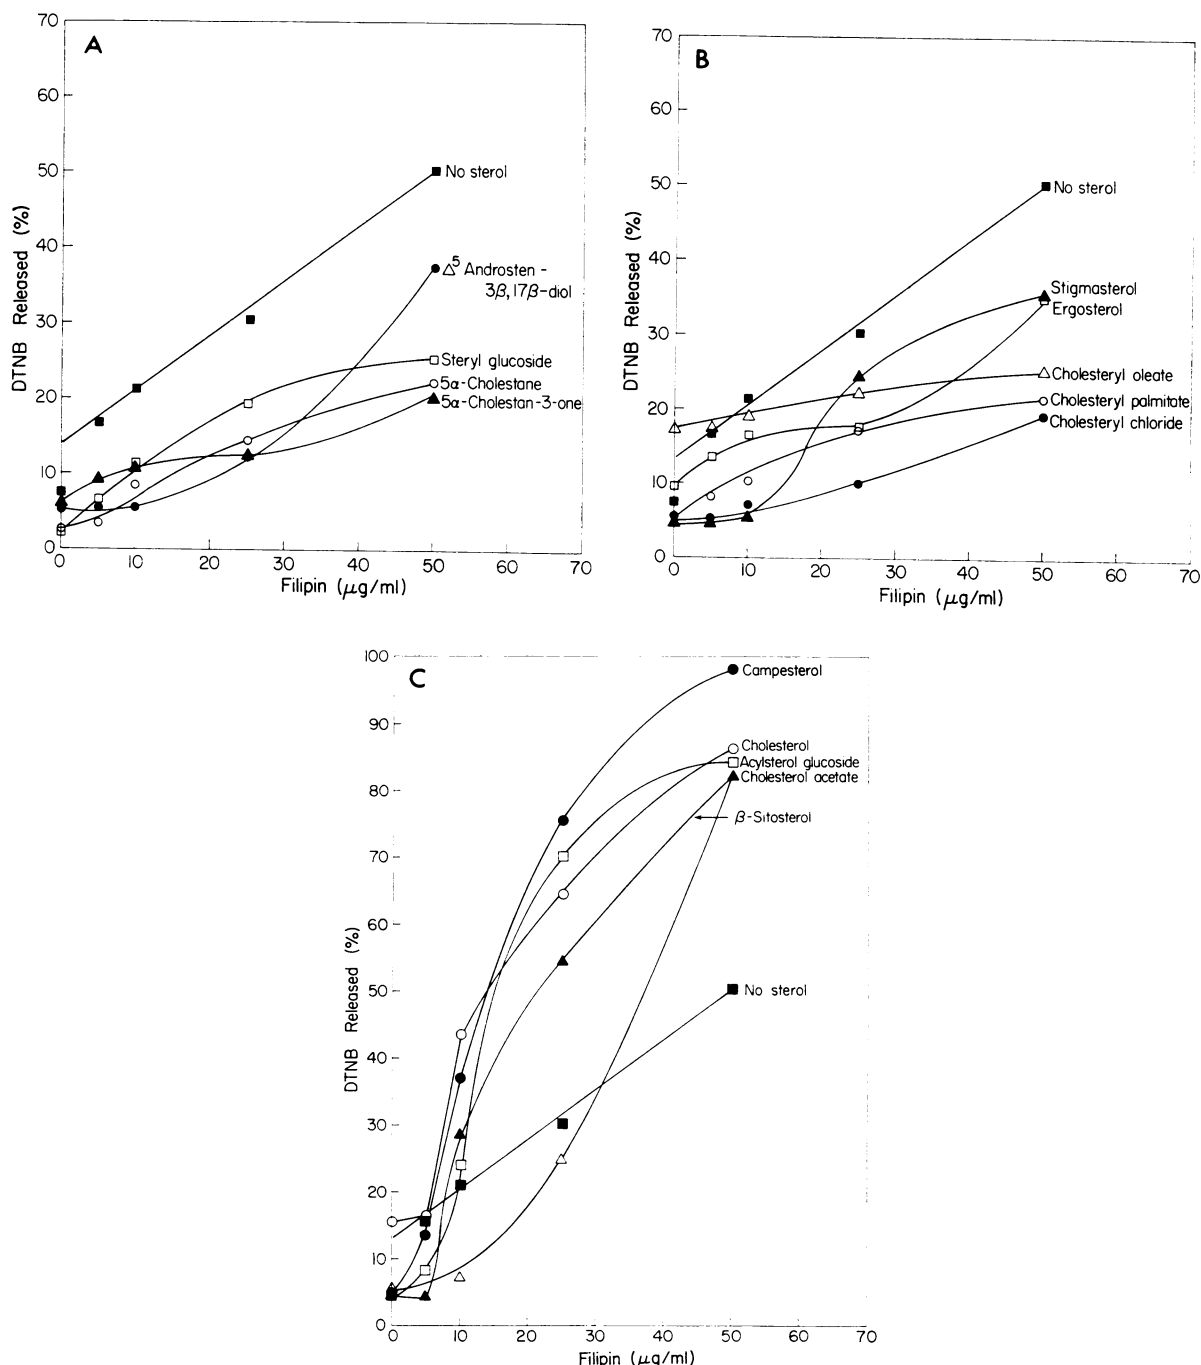 A
70
60
50
40
30
20
10
0
DTNB Released (%)
No sterol
△⁵ Androsten-
3β,17β-diol
Steryl glucoside
5α-Cholestane
5α-Cholestan-3-one
0 10 20 30 40 50 60 70
Filipin (μg/ml)
B
70
60
50
40
30
20
10
0
DTNB Released (%)
No sterol
Stigmasterol
Ergosterol
Cholesteryl oleate
Cholesteryl palmitate
Cholesteryl chloride
0 10 20 30 40 50 60 70
Filipin (μg/ml)
C
100
90
80
70
60
50
40
30
20
10
0
DTNB Released (%)
Campesterol
Cholesterol
Acylsterol glucoside
Cholesterol acetate
β-Sitosterol
No sterol
0 10 20 30 40 50 60 70
Filipin (μg/ml)